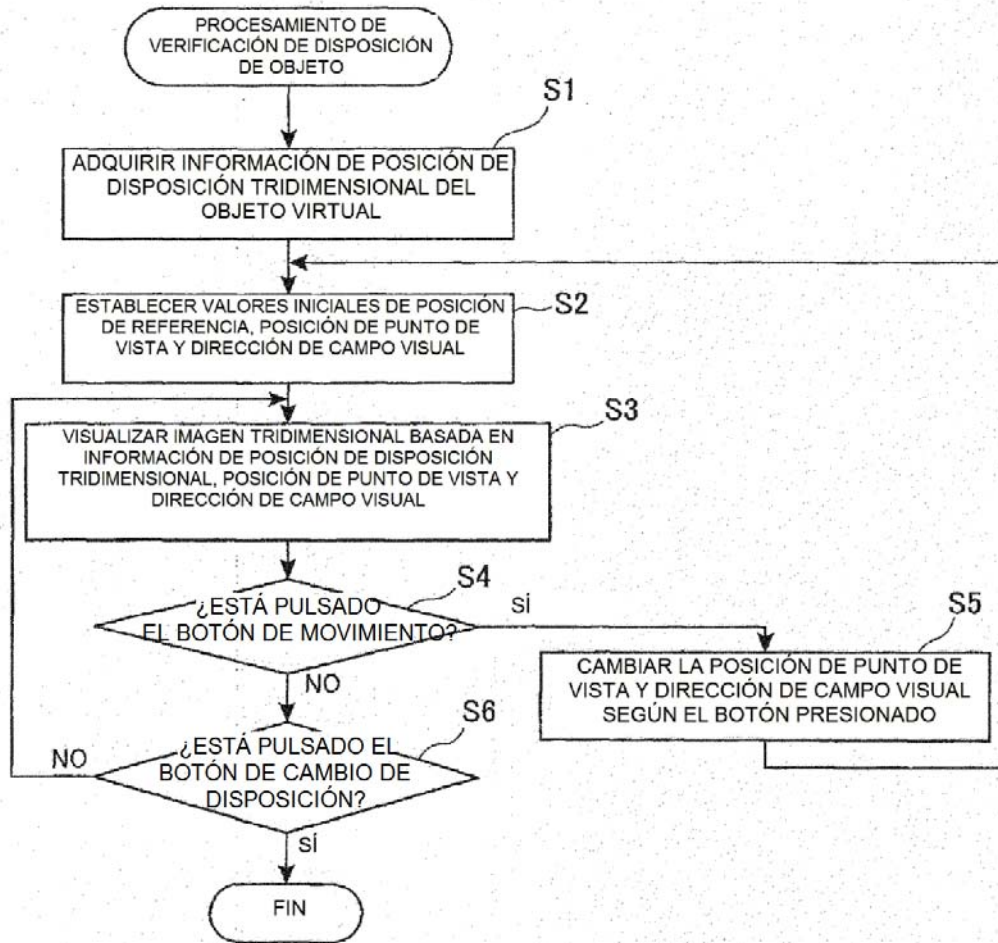 PROCESAMIENTO DE
VERIFICACIÓN DE DISPOSICIÓN
DE OBJETO
S1
ADQUIRIR INFORMACIÓN DE POSICIÓN DE
DISPOSICIÓN TRIDIMENSIONAL DEL
OBJETO VIRTUAL
S2
ESTABLECER VALORES INICIALES DE POSICIÓN
DE REFERENCIA, POSICIÓN DE PUNTO DE
VISTA Y DIRECCIÓN DE CAMPO VISUAL
S3
VISUALIZAR IMAGEN TRIDIMENSIONAL BASADA EN
INFORMACIÓN DE POSICIÓN DE DISPOSICIÓN
TRIDIMENSIONAL, POSICIÓN DE PUNTO DE VISTA Y
DIRECCIÓN DE CAMPO VISUAL
S4
¿ESTÁ PULSADO
EL BOTÓN DE MOVIMIENTO?
SÍ
S5
CAMBIAR LA POSICIÓN DE PUNTO DE
VISTA Y DIRECCIÓN DE CAMPO VISUAL
SEGÚN EL BOTÓN PRESIONADO
NO
S6
¿ESTÁ PULSADO EL
BOTÓN DE CAMBIO DE
DISPOSICIÓN?
NO
SÍ
FIN